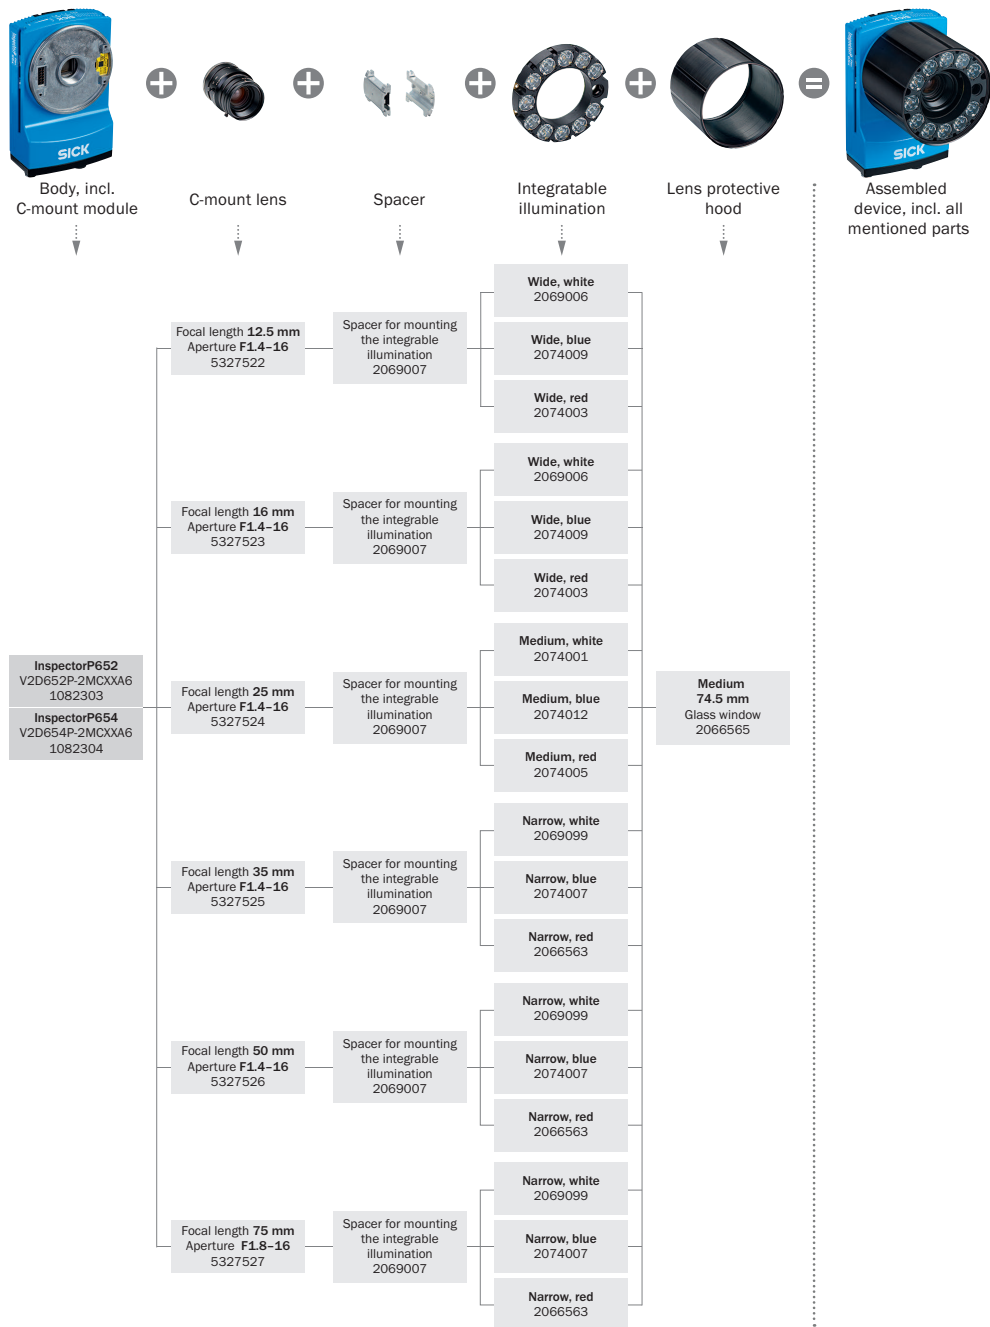 SICK
SICK
Body, incl.
C-mount module
C-mount lens
Spacer
Integratable
illumination
Lens protective
hood
Assembled
device, incl. all
mentioned parts
InspectorP652
V2D652P-2MCXXA6
1082303
InspectorP654
V2D654P-2MCXXA6
1082304
Focal length 12.5 mm
Aperture F1.4–16
5327522
Spacer for mounting
the integrable
illumination
2069007
Wide, white
2069006
Wide, blue
2074009
Wide, red
2074003
Focal length 16 mm
Aperture F1.4–16
5327523
Spacer for mounting
the integrable
illumination
2069007
Wide, white
2069006
Wide, blue
2074009
Wide, red
2074003
Focal length 25 mm
Aperture F1.4–16
5327524
Spacer for mounting
the integrable
illumination
2069007
Medium, white
2074001
Medium, blue
2074012
Medium, red
2074005
Focal length 35 mm
Aperture F1.4–16
5327525
Spacer for mounting
the integrable
illumination
2069007
Narrow, white
2069099
Narrow, blue
2074007
Narrow, red
2066563
Focal length 50 mm
Aperture F1.4–16
5327526
Spacer for mounting
the integrable
illumination
2069007
Narrow, white
2069099
Narrow, blue
2074007
Narrow, red
2066563
Focal length 75 mm
Aperture F1.8–16
5327527
Spacer for mounting
the integrable
illumination
2069007
Narrow, white
2069099
Narrow, blue
2074007
Narrow, red
2066563
Medium
74.5 mm
Glass window
2066565